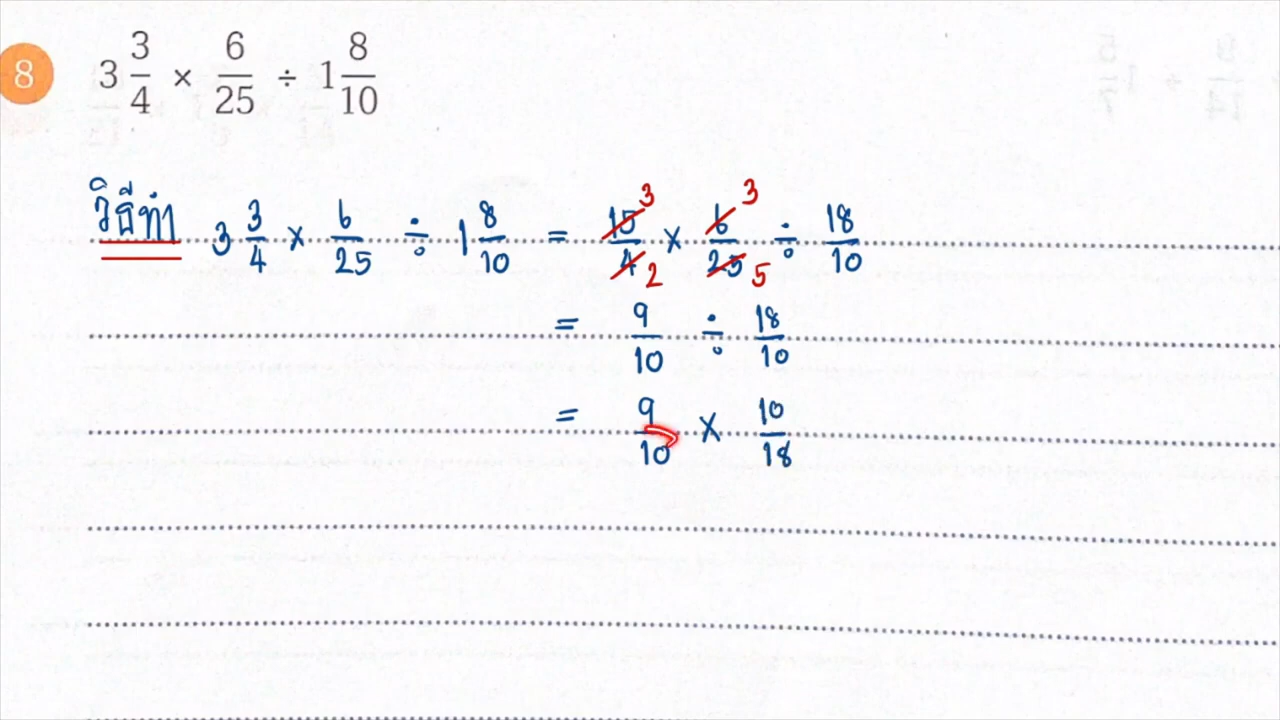 8 3 3/4 × 6/25 ÷ 1 8/10
วิธีทำ 3 3/4 × 6/25 ÷ 1 8/10 = 15/4 3 2 × 6/25 3 5 ÷ 18/10
= 9/10 ÷ 18/10
= 9/10 × 10/18